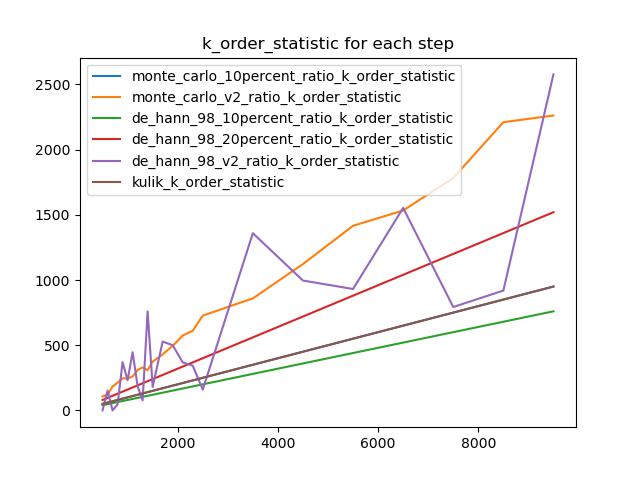 k_order_statistic for each step
monte_carlo_10percent_ratio_k_order_statistic
monte_carlo_v2_ratio_k_order_statistic
de_hann_98_10percent_ratio_k_order_statistic
de_hann_98_20percent_ratio_k_order_statistic
de_hann_98_v2_ratio_k_order_statistic
kulik_k_order_statistic
2500
2000
1500
1000
500
0
2000 4000 6000 8000